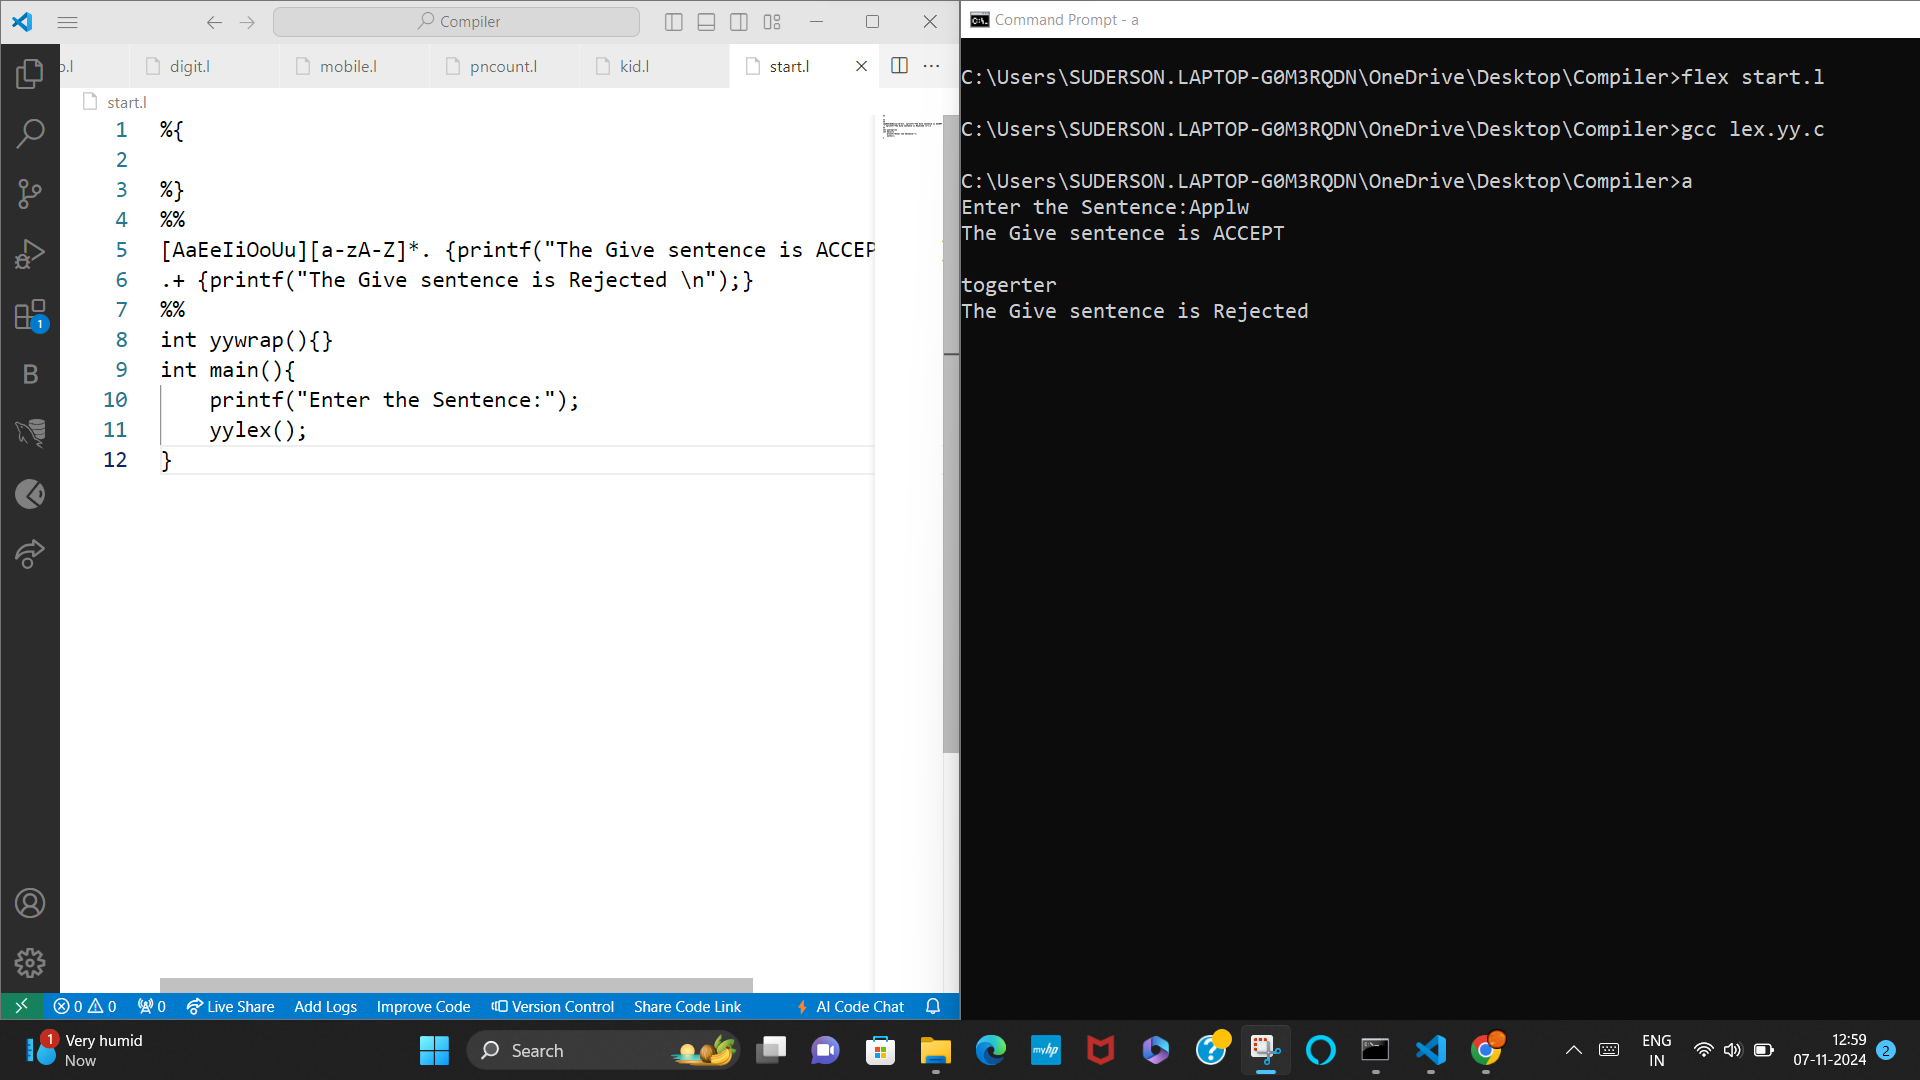 Compiler
o.l
digit.l
mobile.l
pncount.l
kid.l
start.l
start.l
1 %{
2
3 %}
4 %%
5 [AaEeIiOoUu][a-zA-Z]*. {printf("The Give sentence is ACCEP
6 .+ {printf("The Give sentence is Rejected \n");}
7 %%
8 int yywrap(){}
9 int main(){
10 printf("Enter the Sentence:");
11 yylex();
12 }
1
B
0 0 0 Live Share Add Logs Improve Code Version Control Share Code Link AI Code Chat
Command Prompt - a
C:\Users\SUDERSON.LAPTOP-G0M3RQDN\OneDrive\Desktop\Compiler>flex start.l
C:\Users\SUDERSON.LAPTOP-G0M3RQDN\OneDrive\Desktop\Compiler>gcc lex.yy.c
C:\Users\SUDERSON.LAPTOP-G0M3RQDN\OneDrive\Desktop\Compiler>a
Enter the Sentence:Applw
The Give sentence is ACCEPT
togerter
The Give sentence is Rejected
1
Very humid
Now
Search
myhp
ENG
IN
12:59
07-11-2024
2